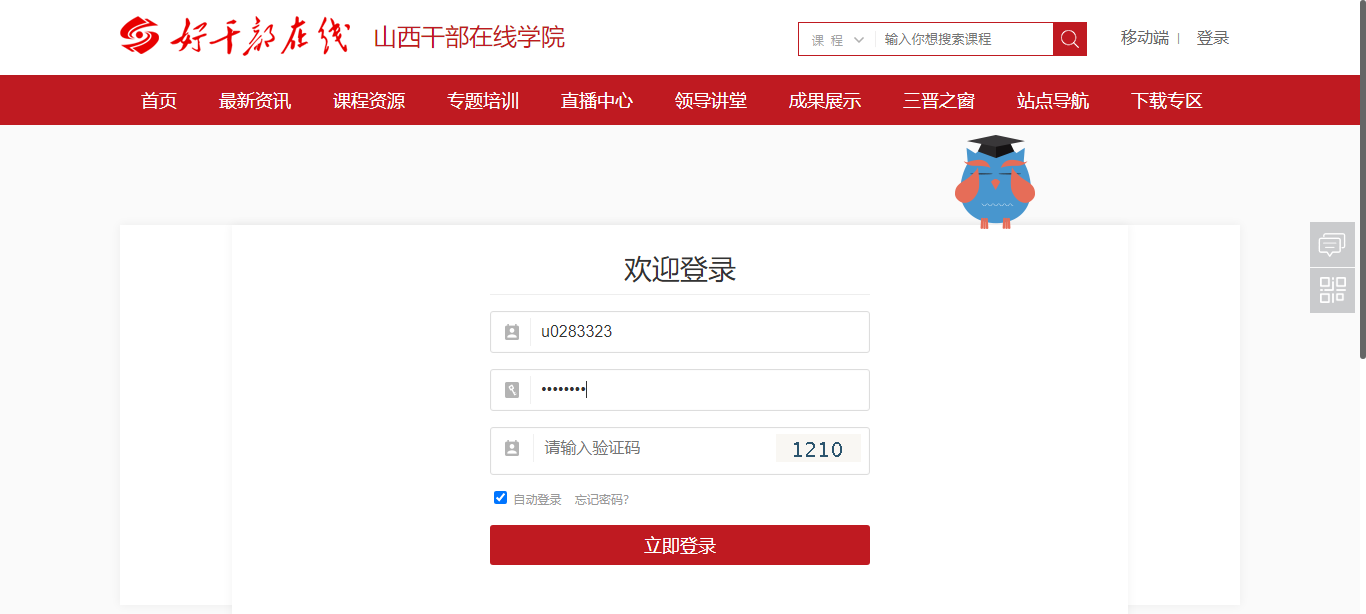 好干部在线 山西干部在线学院
课 程 输入你想搜索课程
移动端 | 登录
首页 最新资讯 课程资源 专题培训 直播中心 领导讲堂 成果展示 三晋之窗 站点导航 下载专区
欢迎登录
u0283323
••••••••
请输入验证码 1210
自动登录 忘记密码?
立即登录